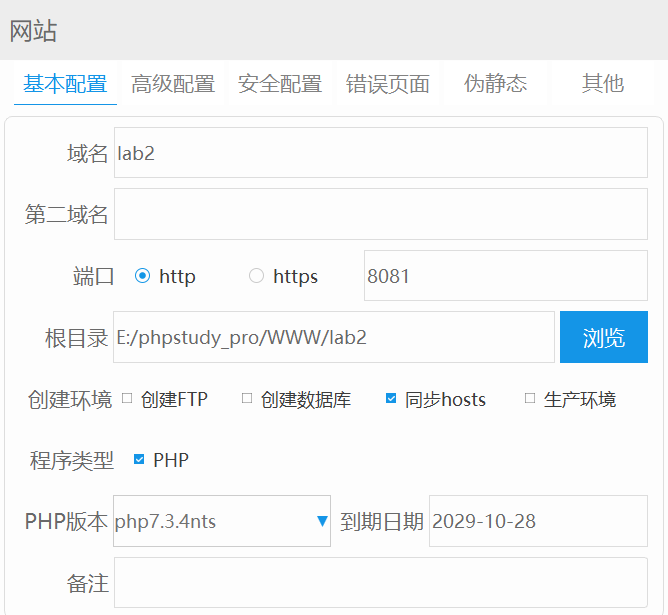 网站
基本配置 高级配置 安全配置 错误页面 伪静态 其他
域名 lab2
第二域名
端口 http https 8081
根目录 E:/phpstudy_pro/WWW/lab2 浏览
创建环境 创建FTP 创建数据库 同步hosts 生产环境
程序类型 PHP
PHP版本 php7.3.4nts 到期日期 2029-10-28
备注